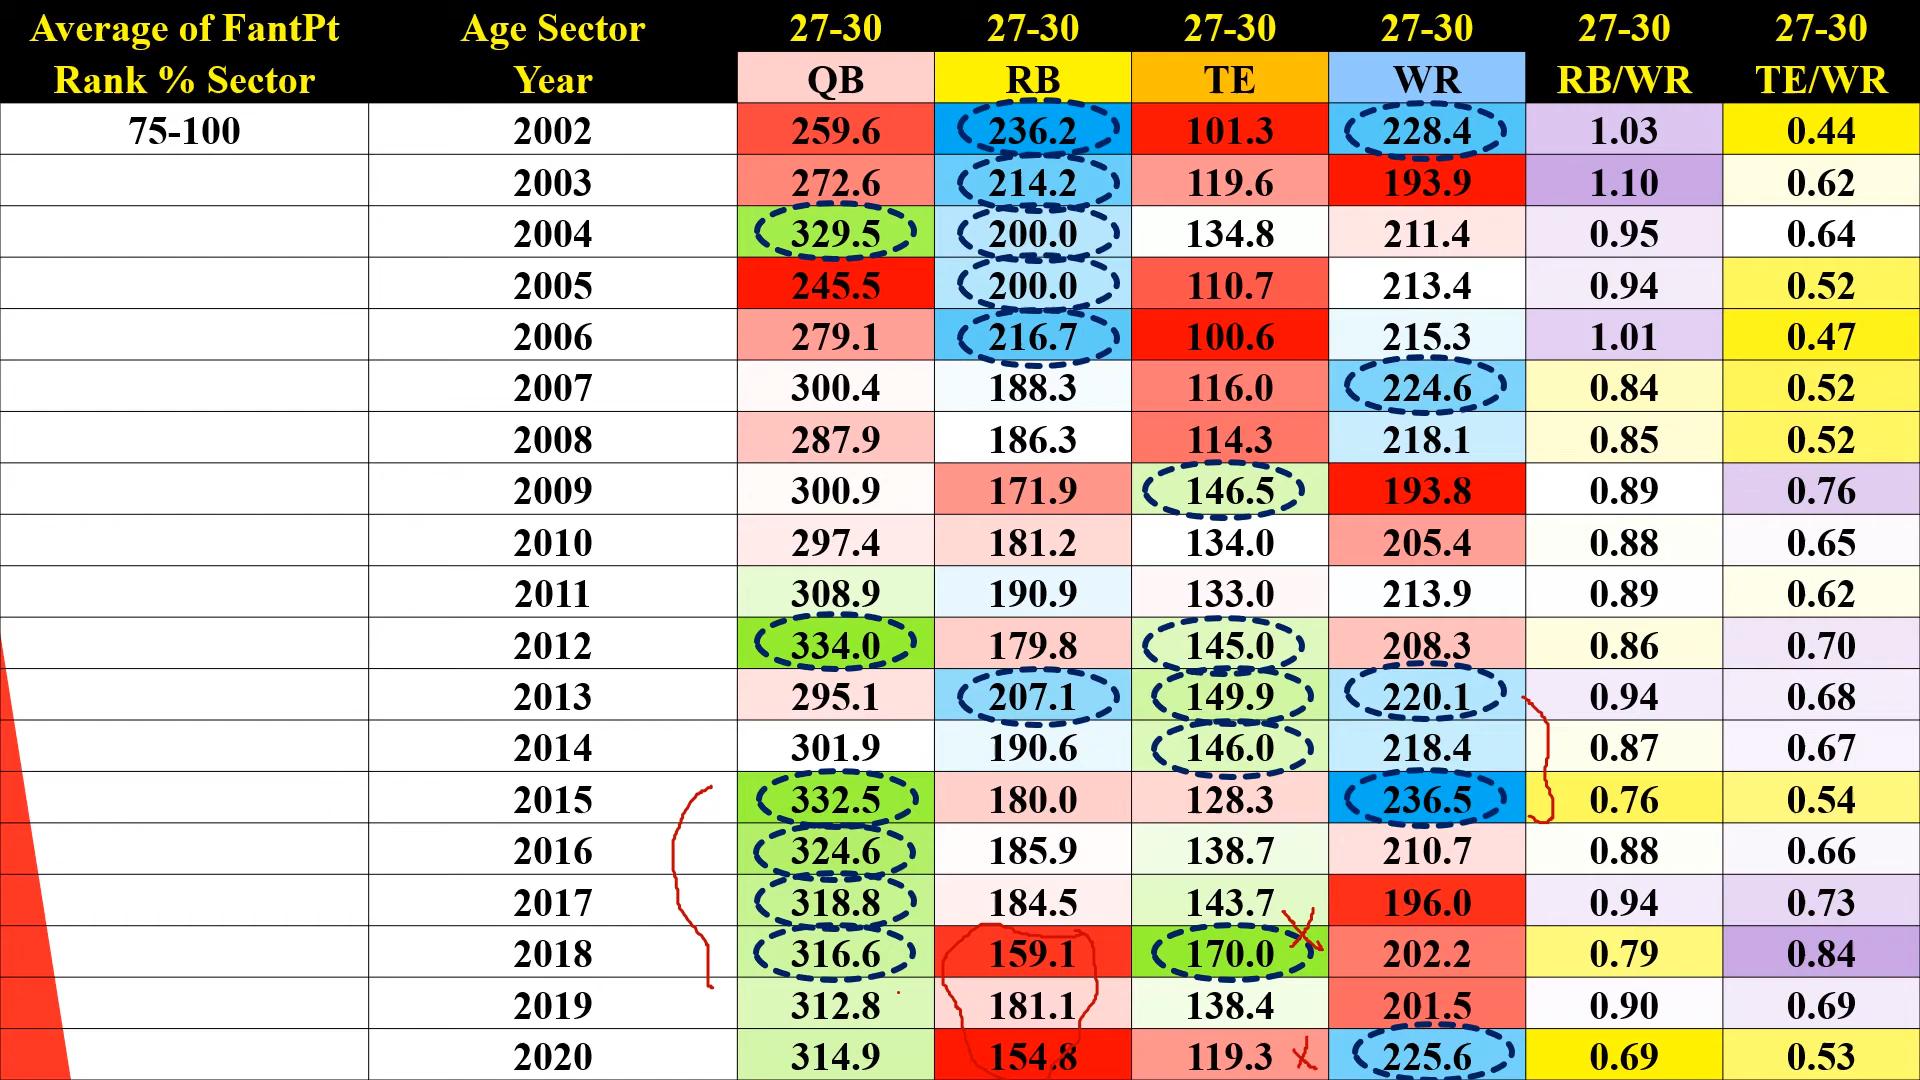 Average of FantPt Age Sector 27-30 27-30 27-30 27-30 27-30 27-30
Rank % Sector Year QB RB TE WR RB/WR TE/WR
75-100 2002 259.6 236.2 101.3 228.4 1.03 0.44
2003 272.6 214.2 119.6 193.9 1.10 0.62
2004 329.5 200.0 134.8 211.4 0.95 0.64
2005 245.5 200.0 110.7 213.4 0.94 0.52
2006 279.1 216.7 100.6 215.3 1.01 0.47
2007 300.4 188.3 116.0 224.6 0.84 0.52
2008 287.9 186.3 114.3 218.1 0.85 0.52
2009 300.9 171.9 146.5 193.8 0.89 0.76
2010 297.4 181.2 134.0 205.4 0.88 0.65
2011 308.9 190.9 133.0 213.9 0.89 0.62
2012 334.0 179.8 145.0 208.3 0.86 0.70
2013 295.1 207.1 149.9 220.1 0.94 0.68
2014 301.9 190.6 146.0 218.4 0.87 0.67
2015 332.5 180.0 128.3 236.5 0.76 0.54
2016 324.6 185.9 138.7 210.7 0.88 0.66
2017 318.8 184.5 143.7 196.0 0.94 0.73
2018 316.6 159.1 170.0 202.2 0.79 0.84
2019 312.8 181.1 138.4 201.5 0.90 0.69
2020 314.9 154.8 119.3 225.6 0.69 0.53